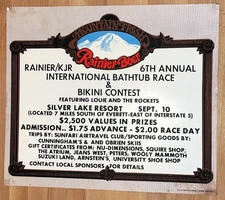 MOUNTAIN FRESH
Rainier Beer
RAINIER/KJR 6TH ANNUAL
INTERNATIONAL BATHTUB RACE
&
BIKINI CONTEST
FEATURING LOUIE AND THE ROCKETS
SILVER LAKE RESORT SEPT. 10
(LOCATED 7 MILES SOUTH OF EVERETT-EAST OF INTERSTATE 5)
$2,500 VALUES IN PRIZES
ADMISSION.. $1.75 ADVANCE - $2.00 RACE DAY
TRIPS BY: SUNFARI AIRTRAVEL CLUB/SPORTING GOODS BY:
CUNNINGHAM'S & AND OBRIEN SKIS
GIFT CERTIFICATES FROM: NU-DIMENSIONS, SQUIRE SHOP,
THE ATRIUM, JEANS WEST, PETERS, WOOLY MAMMOTH
SUZUKI LAND, ARNSTEN'S, UNIVERSITY SHOE SHOP
CONTACT LOCAL SPONSORS FOR DETAILS